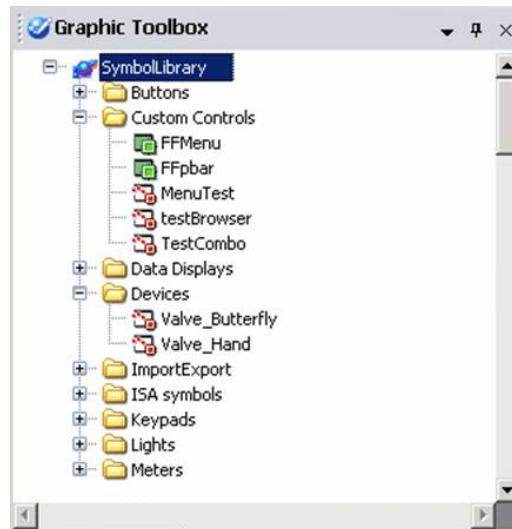 Graphic Toolbox
SymbolLibrary
Buttons
Custom Controls
FFMenu
FFpbar
MenuTest
testBrowser
TestCombo
Data Displays
Devices
Valve_Butterfly
Valve_Hand
ImportExport
ISA symbols
Keypads
Lights
Meters